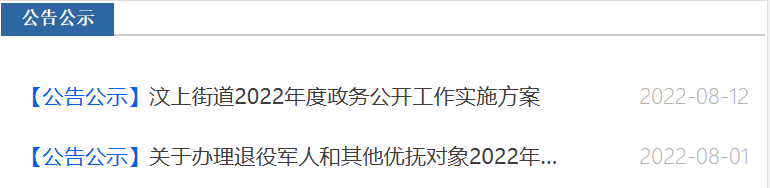 公告公示
【公告公示】汶上街道2022年度政务公开工作实施方案 2022-08-12
【公告公示】关于办理退役军人和其他优抚对象2022年... 2022-08-01